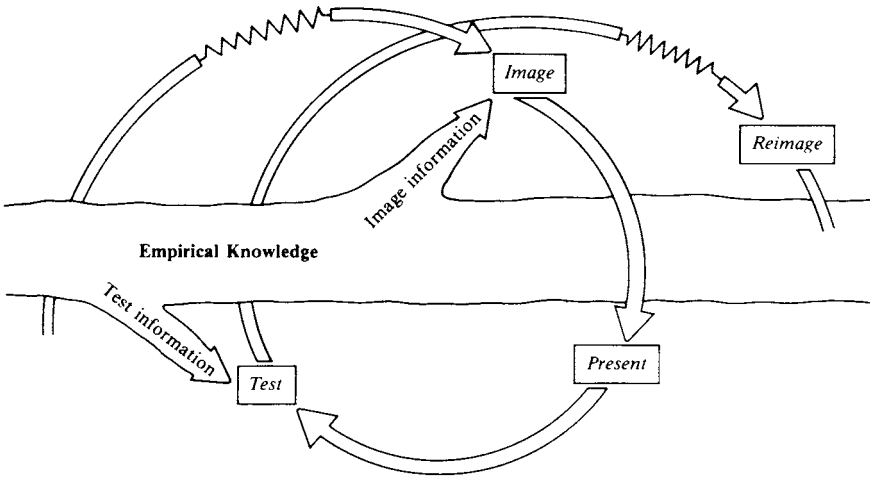 Image
Reimage
Image information
Empirical Knowledge
Test information
Present
Test